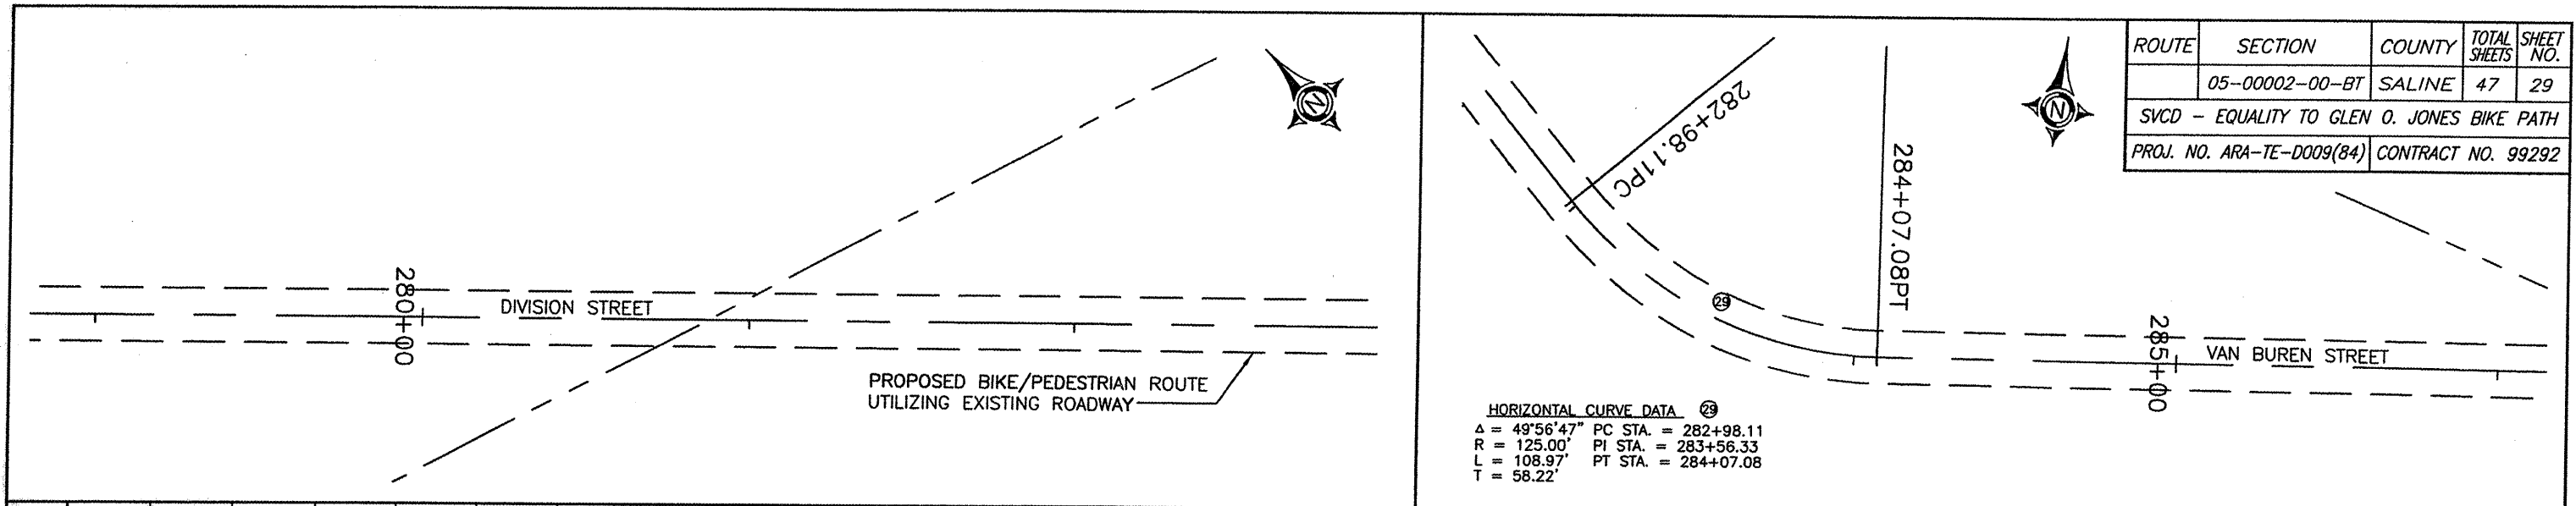 280+00
DIVISION STREET
PROPOSED BIKE/PEDESTRIAN ROUTE
UTILIZING EXISTING ROADWAY
N
282+98.11PC
284+07.08PT
N
29
285+00
VAN BUREN STREET
HORIZONTAL CURVE DATA 29
Δ = 49°56'47" PC STA. = 282+98.11
R = 125.00' PI STA. = 283+56.33
L = 108.97' PT STA. = 284+07.08
T = 58.22'
ROUTE SECTION COUNTY TOTAL SHEETS SHEET NO.
05-00002-00-BT SALINE 47 29
SVCD - EQUALITY TO GLEN O. JONES BIKE PATH
PROJ. NO. ARA-TE-D009(84) CONTRACT NO. 99292